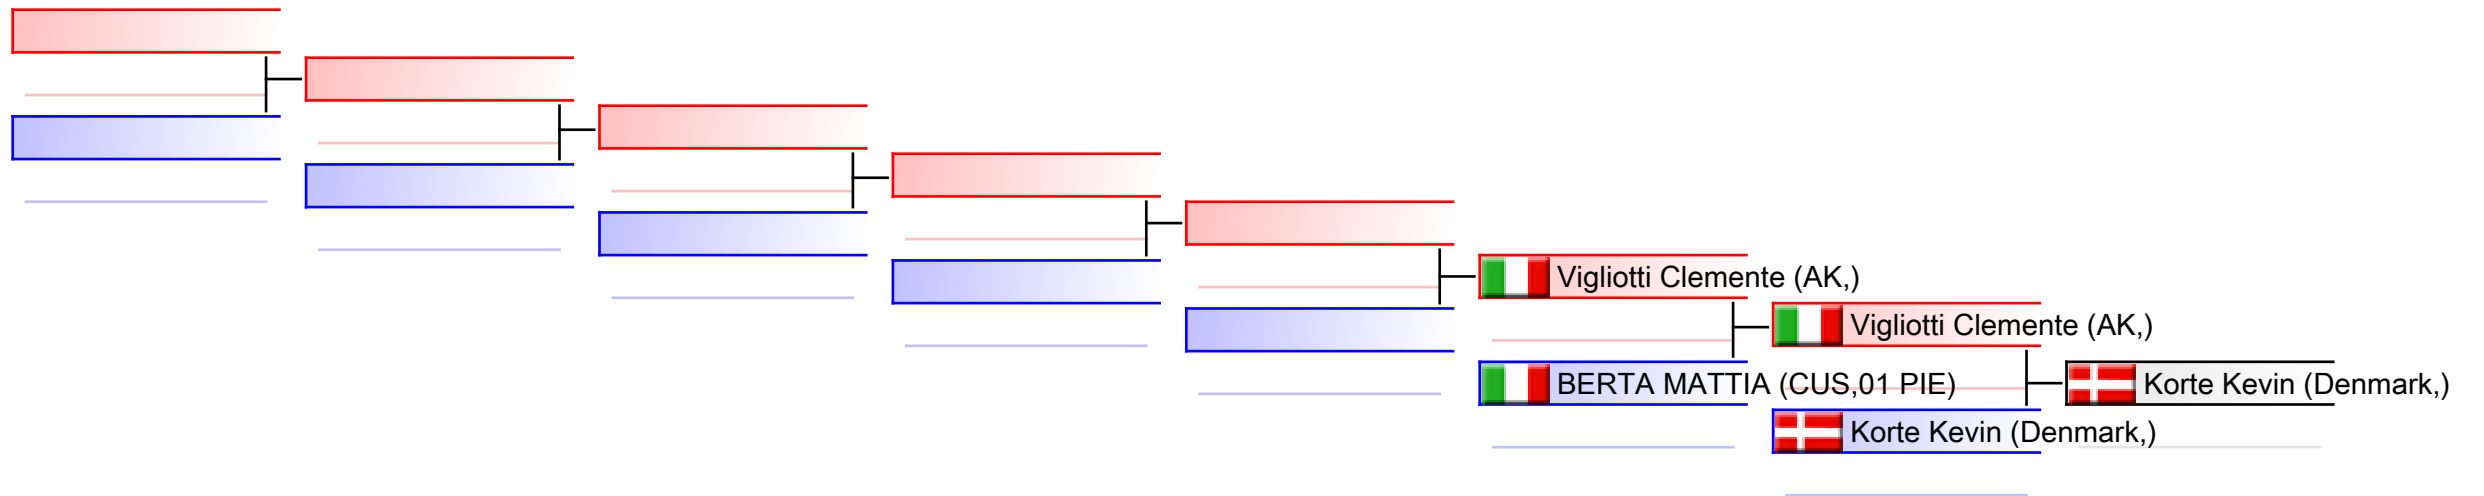 Vigliotti Clemente (AK,)
Vigliotti Clemente (AK,)
BERTA MATTIA (CUS,01 PIE)
Korte Kevin (Denmark,)
Korte Kevin (Denmark,)